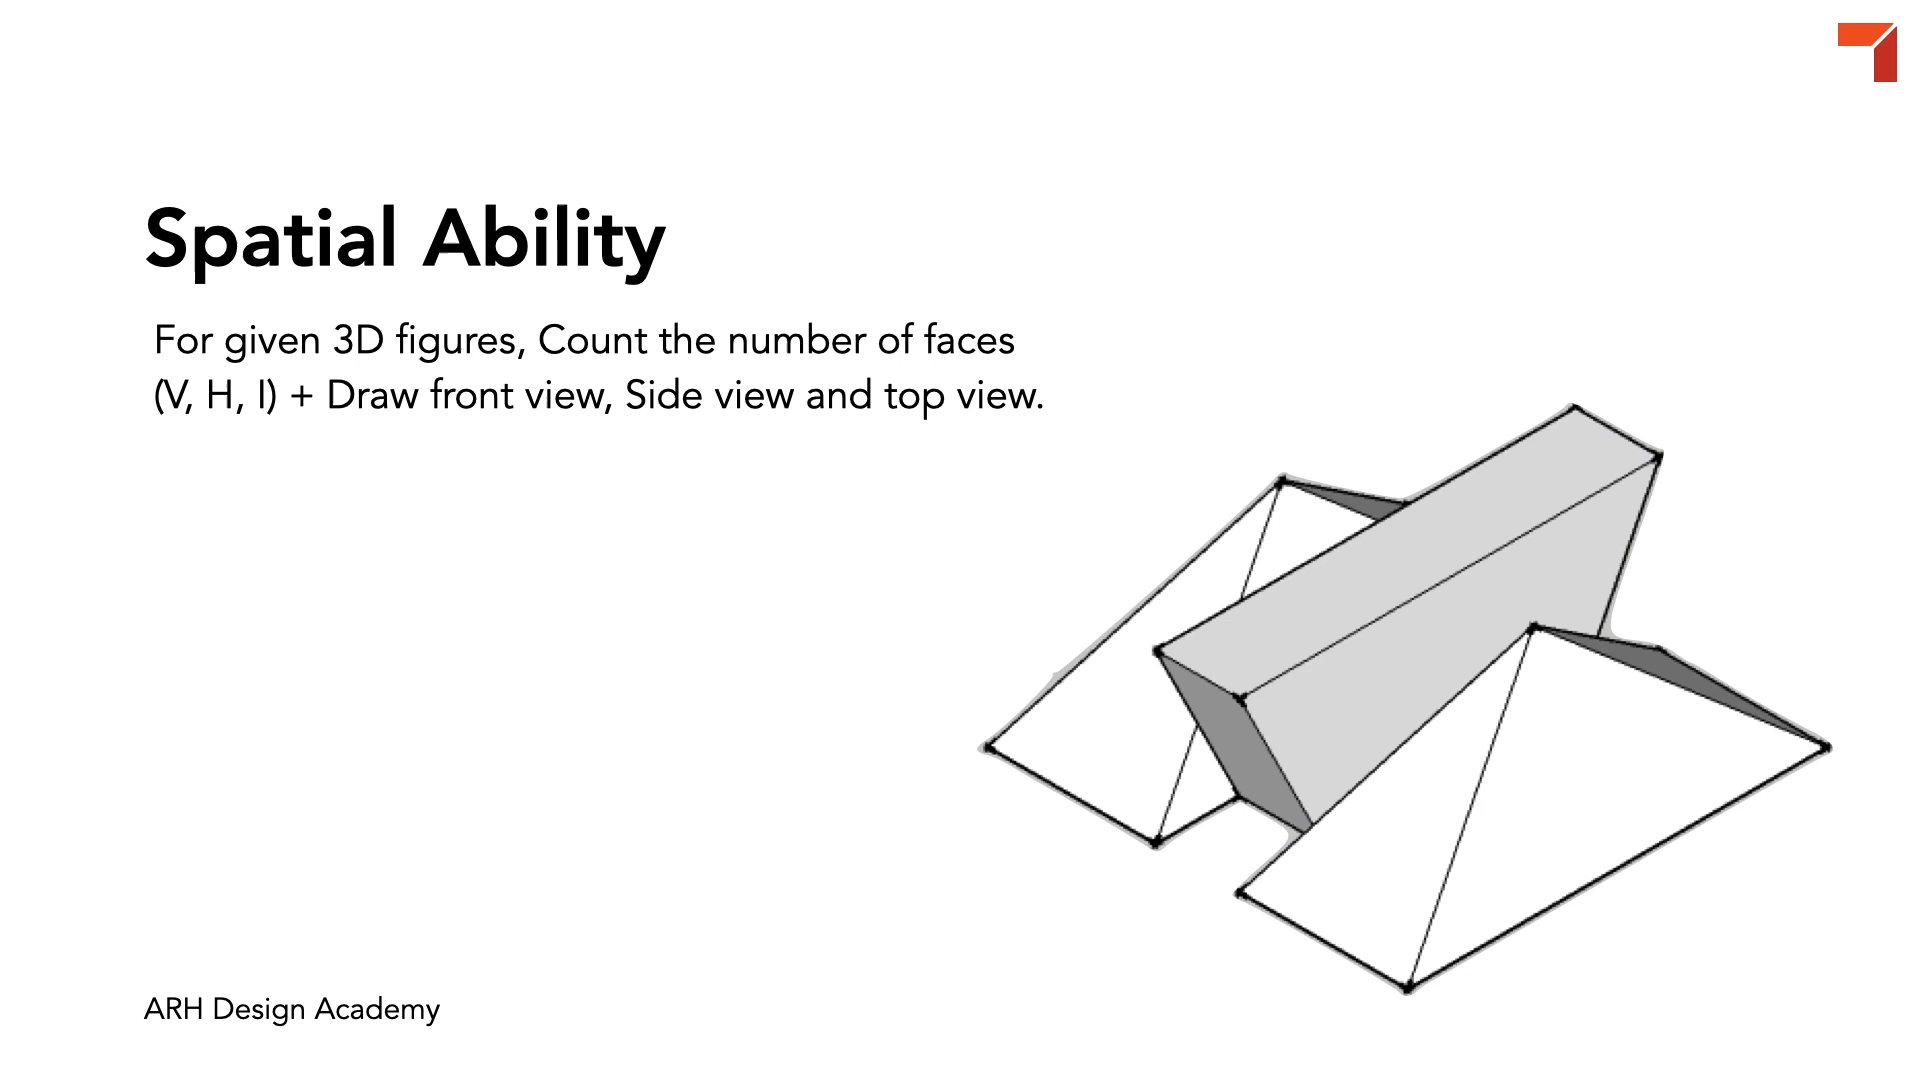 Spatial Ability
For given 3D figures, Count the number of faces
(V, H, I) + Draw front view, Side view and top view.
ARH Design Academy